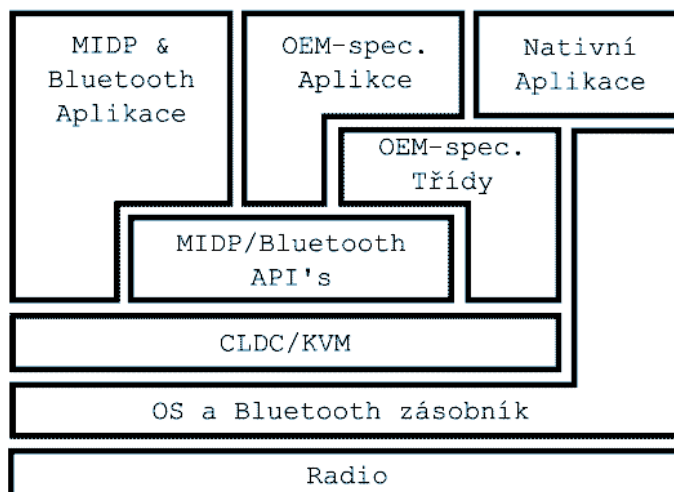 MIDP &
Bluetooth
Aplikace
OEM-spec.
Aplikce
Nativní
Aplikace
OEM-spec.
Třídy
MIDP/Bluetooth
API's
CLDC/KVM
OS a Bluetooth zásobník
Radio